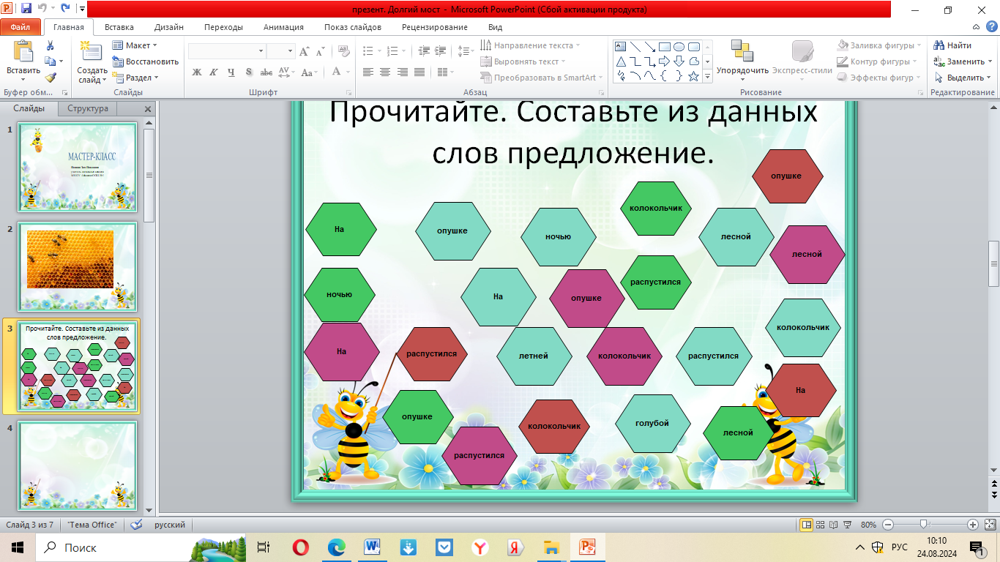 презент. Долгий мост - Microsoft PowerPoint (Сбой активации продукта)
Файл Главная Вставка Дизайн Переходы Анимация Показ слайдов Рецензирование Вид
Вставить
Буфер обм...
Создать слайд
Макет
Восстановить
Раздел
Слайды
Ж К Ч S abc AV Aa А
Шрифт
Направление текста
Выровнять текст
Преобразовать в SmartArt
Абзац
Упорядочить
Экспресс-стили
Заливка фигуры
Контур фигуры
Эффекты фигур
Рисование
Найти
Заменить
Выделить
Редактирование
Слайды Структура
1
МАСТЕР-КЛАСС
2
3
Прочитайте. Составьте из данных
слов предложение.
4
Прочитайте. Составьте из данных
слов предложение.
опушке
колокольчик
На
опушке
ночью
лесной
лесной
распустился
ночью
На
опушке
колокольчик
На
распустился
летней
колокольчик
распустился
На
опушке
колокольчик
голубой
лесной
распустился
Слайд 3 из 7 "Тема Office" русский 80%
Поиск
РУС
10:10
24.08.2024
1